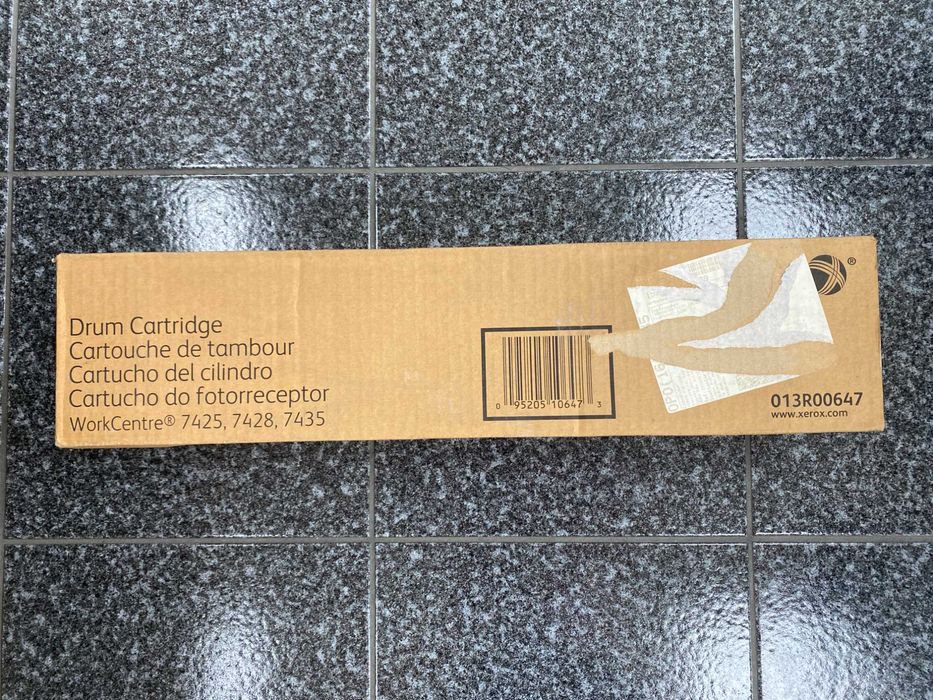 Drum Cartridge
Cartouche de tambour
Cartucho del cilindro
Cartucho do fotorreceptor
WorkCentre® 7425, 7428, 7435
0 95205 10647 3
®
013R00647
www.xerox.com